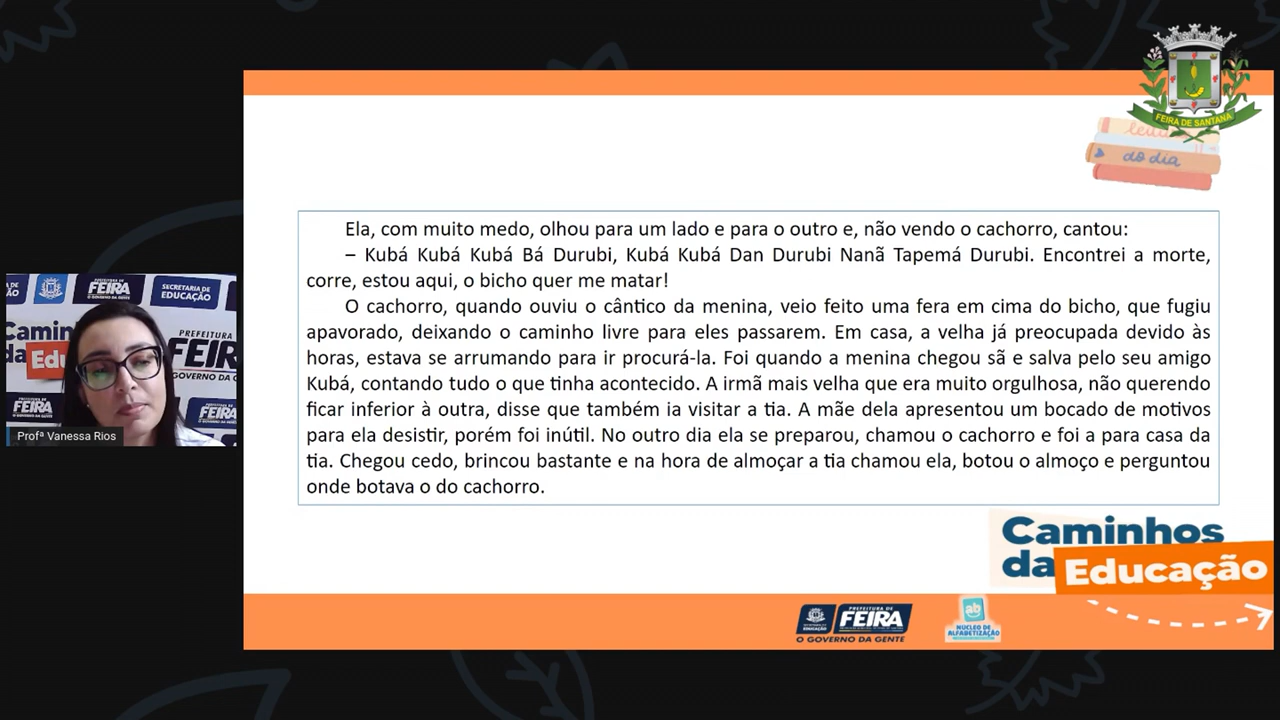 FEIRA DE SANTANA
leitura
do dia
Ela, com muito medo, olhou para um lado e para o outro e, não vendo o cachorro, cantou:
– Kubá Kubá Kubá Bá Durubi, Kubá Kubá Dan Durubi Nanã Tapemá Durubi. Encontrei a morte,
corre, estou aqui, o bicho quer me matar!
O cachorro, quando ouviu o cântico da menina, veio feito uma fera em cima do bicho, que fugiu
apavorado, deixando o caminho livre para eles passarem. Em casa, a velha já preocupada devido às
horas, estava se arrumando para ir procurá-la. Foi quando a menina chegou sã e salva pelo seu amigo
Kubá, contando tudo o que tinha acontecido. A irmã mais velha que era muito orgulhosa, não querendo
ficar inferior à outra, disse que também ia visitar a tia. A mãe dela apresentou um bocado de motivos
para ela desistir, porém foi inútil. No outro dia ela se preparou, chamou o cachorro e foi a para casa da
tia. Chegou cedo, brincou bastante e na hora de almoçar a tia chamou ela, botou o almoço e perguntou
onde botava o do cachorro.
SECRETARIA DE
EDUCAÇÃO
PREFEITURA DE
FEIRA
O GOVERNO DA GENTE
Profª Vanessa Rios
Caminhos
da Educação
PREFEITURA DE
FEIRA
O GOVERNO DA GENTE
ab
NÚCLEO DE
ALFABETIZAÇÃO